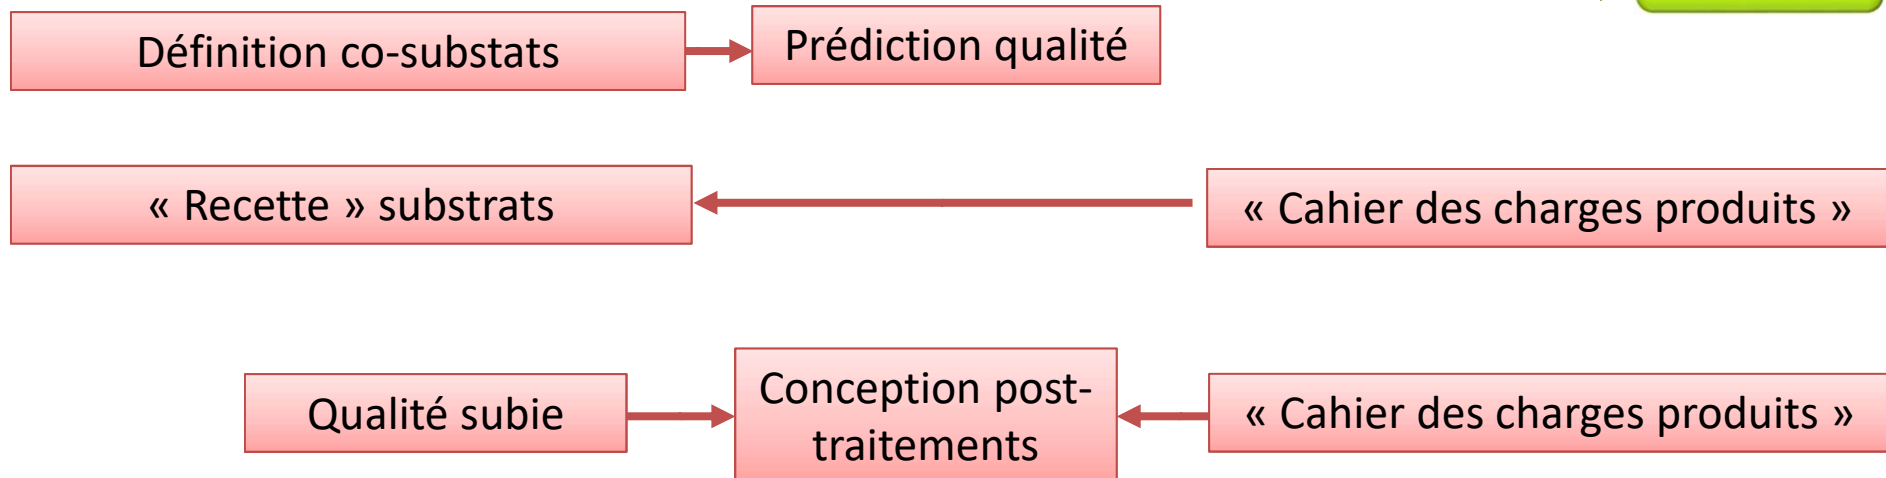 Définition co-substats
Prédiction qualité
« Recette » substrats
« Cahier des charges produits »
Qualité subie
Conception post-
traitements
« Cahier des charges produits »